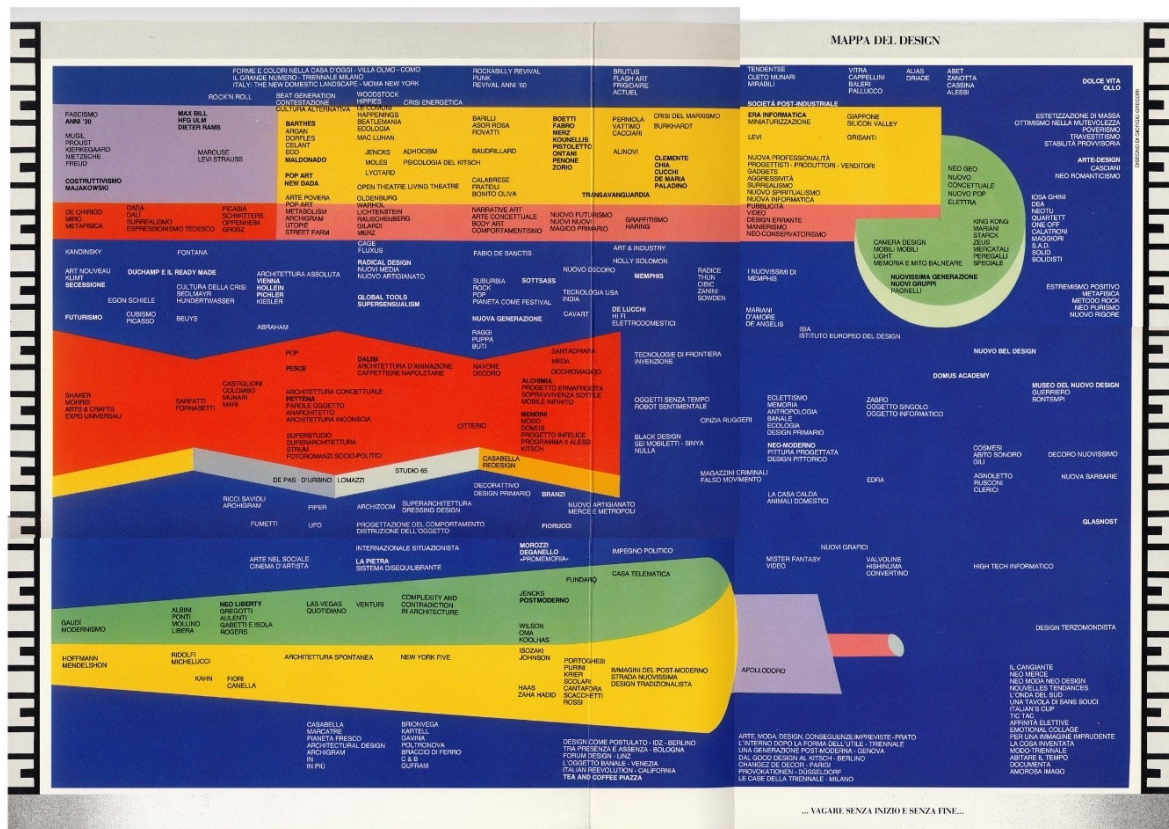 MAPPA DEL DESIGN
FORME E COLORI NELLA CASA D'OGGI - VILLA OLMO - COMO
IL GRANDE NUMERO - TRIENNALE MILANO
ITALY: THE NEW DOMESTIC LANDSCAPE - MOMA NEW YORK
ROCKABILLY REVIVAL
PUNK
REVIVAL ANNI '60
BRUTUS
FLASH ART
FRIGIDAIRE
ACTUEL
TENDENTSE
CLETO MUNARI
MIRABILI
VITRA
CAPPELLINI
BALERI
PALLUCCO
ALIAS
DRIADE
ABET
ZANOTTA
CASSINA
ALESSI
DOLCE VITA
OLLO
ROCK'N ROLL
BEAT GENERATION
CONTESTAZIONE
CULTURA ALTERNATIVA
WOODSTOCK
HIPPIES
LE COMUNI
HAPPENINGS
BEATLEMANIA
ECOLOGIA
MAC LUHAN
CRISI ENERGETICA
FASCISMO
ANNI '30
MUSIL
PROUST
KIERKEGAARD
NIETZSCHE
FREUD
COSTRUTTIVISMO
MAJAKOWSKI
MAX BILL
HFG ULM
DIETER RAMS
MARCUSE
LEVI STRAUSS
BARTHES
ARGAN
DORFLES
CELANT
ECO
MALDONADO
POP ART
NEW DADA
JENCKS
MOLES
LYOTARD
ADHOCISM
PSICOLOGIA DEL KITSCH
OPEN THEATRE LIVING THEATRE
BARILLI
ASOR ROSA
ROVATTI
BAUDRILLARD
CALABRESE
FRATEILI
BONITO OLIVA
BOETTI
FABRO
MERZ
KOUNELLIS
PISTOLETTO
ONTANI
PENONE
ZORIO
TRANSAVANGUARDIA
PERNIOLA
VATTIMO
CACCIARI
ALINOVI
CRISI DEL MARXISMO
BURKHARDT
CLEMENTE
CHIA
CUCCHI
DE MARIA
PALADINO
SOCIETÀ POST-INDUSTRIALE
ERA INFORMATICA
MINIATURIZZAZIONE
LEVI
GIAPPONE
SILICON VALLEY
GRISANTI
NUOVA PROFESSIONALITÀ
PROGETTISTI - PRODUTTORI - VENDITORI
GADGETS
AGGRESSIVITÀ
SURREALISMO
NUOVO SPIRITUALISMO
MANIERISMO
PUBBLICITÀ
VIDEO
DESIGN ERRANTE
MANIERISMO
NEO-CONSERVATORISMO
ESTETIZZAZIONE DI MASSA
OTTIMISMO NELLA MUTEVOLEZZA
POVERISMO
TRAVESTITISMO
STABILITÀ PROVVISORIA
ARTE-DESIGN
CASCIANI
NEO ROMANTICISMO
DISEGNO DI GIORGIO GREGORI
NEO GEO
NUOVO
CONCETTUALE
NUOVO POP
ELETTRA
IOSA GHINI
DEA
NEOTU
QUARTETT
ONE OFF
CALATRONI
MAGGIORI
S.A.D.
SOLID
BOLIDISTI
DE CHIRICO
MIRÒ
METAFISICA
DADA
DALÌ
SURREALISMO
ESPRESSIONISMO TEDESCO
PICABIA
SCHWITTERS
OPPENHEIM
GROSZ
ARTE POVERA
POP ART
METABOLISM
ARCHIGRAM
UTOPIE
STREET FARM
OLDENBURG
WARHOL
LICHTENSTEIN
RAUSCHENBERG
GILARDI
MERZ
NARRATIVE ART
ARTE CONCETTUALE
BODY ART
COMPORTAMENTISMO
NUOVO FUTURISMO
NUOVI NUOVI
MAGICO PRIMARIO
GRAFFITISMO
HARING
CAMERA DESIGN
MOBILI MOBILI
LIGHT
MEMORIA E MITO BALNEARE
KING KONG
MARIANI
STARCK
ZEUS
MERCATALI
PEREGALLI
SPECIALE
NUOVISSIMA GENERAZIONE
NUOVI GRUPPI
PAGNELLI
KANDINSKY
FONTANA
CAGE
FLUXUS
FABIO DE SANCTIS
ART & INDUSTRY
HOLLY SOLOMON
ART NOUVEAU
KLIMT
SECESSIONE
DUCHAMP E IL READY MADE
CULTURA DELLA CRISI
SEDLMAYR
HUNDERTWASSER
EGON SCHIELE
FUTURISMO
CUBISMO
PICASSO
BEUYS
ARCHITETTURA ASSOLUTA
VIENNA
HOLLEIN
PICHLER
KIESLER
ABRAHAM
RADICAL DESIGN
NUOVI MEDIA
NUOVO ARTIGIANATO
GLOBAL TOOLS
SUPERSENSUALISM
SUBURBIA
ROCK
POP
PIANETA COME FESTIVAL
NUOVA GENERAZIONE
RAGGI
PUPPA
BUTI
SOTTSASS
NUOVO DECORO
TECNOLOGIA USA
INDIA
CAVART
MEMPHIS
DE LUCCHI
HI FI
ELETTRODOMESTICI
RADICE
THUN
CIBIC
ZANINI
SOWDEN
I NUOVISSIMI DI
MEMPHIS
MARIANI
D'AMORE
DE ANGELIS
ISIA
ISTITUTO EUROPEO DEL DESIGN
ESTREMISMO POSITIVO
METAFISICA
METODO ROCK
NEO PURISMO
NUOVO RIGORE
NUOVO BEL DESIGN
DOMUS ACADEMY
MUSEO DEL NUOVO DESIGN
GUERRIERO
BONTEMPI
SHAKER
MORRIS
ARTS & CRAFTS
EXPO UNIVERSALI
SARFATTI
FORNASETTI
CASTIGLIONI
COLOMBO
MUNARI
MARI
POP
PESCE
DALISI
ARCHITETTURA D'ANIMAZIONE
CAFFETTIERE NAPOLETANE
ARCHITETTURA CONCETTUALE
PETTENA
PAROLE OGGETTO
ANARCHITETTO
ARCHITETTURA INCONSCIA
SUPERSTUDIO
SUPERARCHITETTURA
STRUM
FOTOROMANZI SOCIO-POLITICI
NAVONE
DECORO
CITTERIO
SANTACHIARA
MEDA
OCCHIOMAGICO
ALCHIMIA
PROGETTO ERMAFRODITA
SOPRAVVIVENZA SOTTILE
MOBILE INFINITO
MENDINI
MODO
DOMUS
PROGETTO INFELICE
PROGRAMMA 6 ALESSI
KITSCH
CASABELLA
REDESIGN
TECNOLOGIE DI FRONTIERA
INVENZIONE
OGGETTI SENZA TEMPO
ROBOT SENTIMENTALE
CINZIA RUGGERI
BLACK DESIGN
SEI MOBILETTI - SINYA
NULLA
ECLETTISMO
MEMORIA
ANTROPOLOGIA
BANALE
ECOLOGIA
DESIGN PRIMARIO
NEO-MODERNO
PITTURA PROGETTATA
DESIGN PITTORICO
ZABRO
OGGETTO SINGOLO
OGGETTO INFORMATICO
COSMESI
ABITO SONORO
GILI
DECORO NUOVISSIMO
MAGAZZINI CRIMINALI
FALSO MOVIMENTO
EDRA
AGNOLETTO
RUSCONI
CLERICI
NUOVA BARBARIE
LA CASA CALDA
ANIMALI DOMESTICI
GLASNOST
STUDIO 65
DE PAS D'URBINO LOMAZZI
RICCI SAVIOLI
ARCHIGRAM
FUMETTI
PIPER
UFO
ARCHIZOOM
SUPERARCHITETTURA
DRESSING DESIGN
PROGETTAZIONE DEL COMPORTAMENTO
DISTRUZIONE DELL'OGGETTO
DECORATTIVO
DESIGN PRIMARIO
BRANZI
NUOVO ARTIGIANATO
MERCE E METROPOLI
FIORUCCI
ARTE NEL SOCIALE
CINEMA D'ARTISTA
INTERNAZIONALE SITUAZIONISTA
LA PIETRA
SISTEMA DISEQUILIBRANTE
MOROZZI
DEGANELLO
«PROMEMORIA»
IMPEGNO POLITICO
FUNDARÒ
CASA TELEMATICA
NUOVI GRAFICI
MISTER FANTASY
VIDEO
VALVOLINE
HISHINUMA
CONVERTINO
HIGH TECH INFORMATICO
GAUDÍ
MODERNISMO
ALBINI
PONTI
MOLLINO
LIBERA
NEO LIBERTY
GREGOTTI
AULENTI
GABETTI E ISOLA
ROGERS
LAS VEGAS
QUOTIDIANO
VENTURI
COMPLEXITY AND
CONTRADICTION
IN ARCHITECTURE
JENCKS
POSTMODERNO
WILSON
OMA
KOOLHAS
DESIGN TERZOMONDISTA
HOFFMANN
MENDELSHON
RIDOLFI
MICHELUCCI
KAHN
FIORI
CANELLA
ARCHITETTURA SPONTANEA
NEW YORK FIVE
ISOZAKI
JOHNSON
HAAS
ZAHA HADID
PORTOGHESI
PURINI
KRIER
SCOLARI
CANTAFORA
SCACCHETTI
ROSSI
IMMAGINI DEL POST-MODERNO
STRADA NUOVISSIMA
DESIGN TRADIZIONALISTA
APOLLODORO
IL CANGIANTE
NEO MERCE
NEO MODA NEO DESIGN
NOUVELLES TENDANCES
L'ONDA DEL SUD
UNA TAVOLA DI SANS SOUCI
ITALIAN'S CUP
TIC TAC
AFFINITÀ ELETTIVE
EMOTIONAL COLLAGE
PER UNA IMMAGINE IMPRUDENTE
LA COSA INVENTATA
MODO-TRIENNALE
ABITARE IL TEMPO
DOCUMENTA
AMOROSA IMAGO
CASABELLA
MARCATRE
PIANETA FRESCO
ARCHITECTURAL DESIGN
ARCHIGRAM
IN
IN PIÙ
BRIONVEGA
KARTELL
GAVINA
POLTRONOVA
BRACCIO DI FERRO
C & B
GUFRAM
DESIGN COME POSTULATO - IDZ - BERLINO
TRA PRESENZA E ASSENZA - BOLOGNA
FORUM DESIGN - LINZ
L'OGGETTO BANALE - VENEZIA
ITALIAN REEVOLUTION - CALIFORNIA
TEA AND COFFEE PIAZZA
ARTE, MODA, DESIGN, CONSEGUENZE IMPREVISTE - PRATO
L'INTERNO DOPO LA FORMA DELL'UTILE - TRIENNALE
UNA GENERAZIONE POST-MODERNA - GENOVA
DAL GOOD DESIGN AL KITSCH - BERLINO
CHANGEZ DE DECOR - PARIGI
PROVOKATIONEN - DÜSSELDORF
LE CASE DELLA TRIENNALE - MILANO
... VAGARE SENZA INIZIO E SENZA FINE...